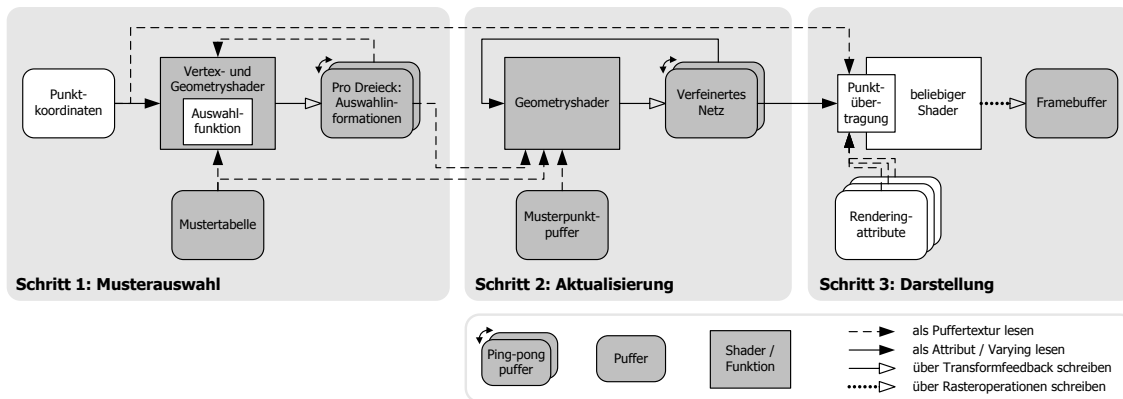 Punkt-
koordinaten
Vertex- und
Geometryshader
Auswahl-
funktion
Pro Dreieck:
Auswahlin-
formationen
Mustertabelle
Schritt 1: Musterauswahl
Geometryshader
Verfeinertes
Netz
Musterpunkt-
puffer
Schritt 2: Aktualisierung
Punkt-
über-
tragung
beliebiger
Shader
Framebuffer
Rendering-
attribute
Schritt 3: Darstellung
Ping-pong
puffer
Puffer
Shader /
Funktion
als Puffertextur lesen
als Attribut / Varying lesen
über Transformfeedback schreiben
über Rasteroperationen schreiben